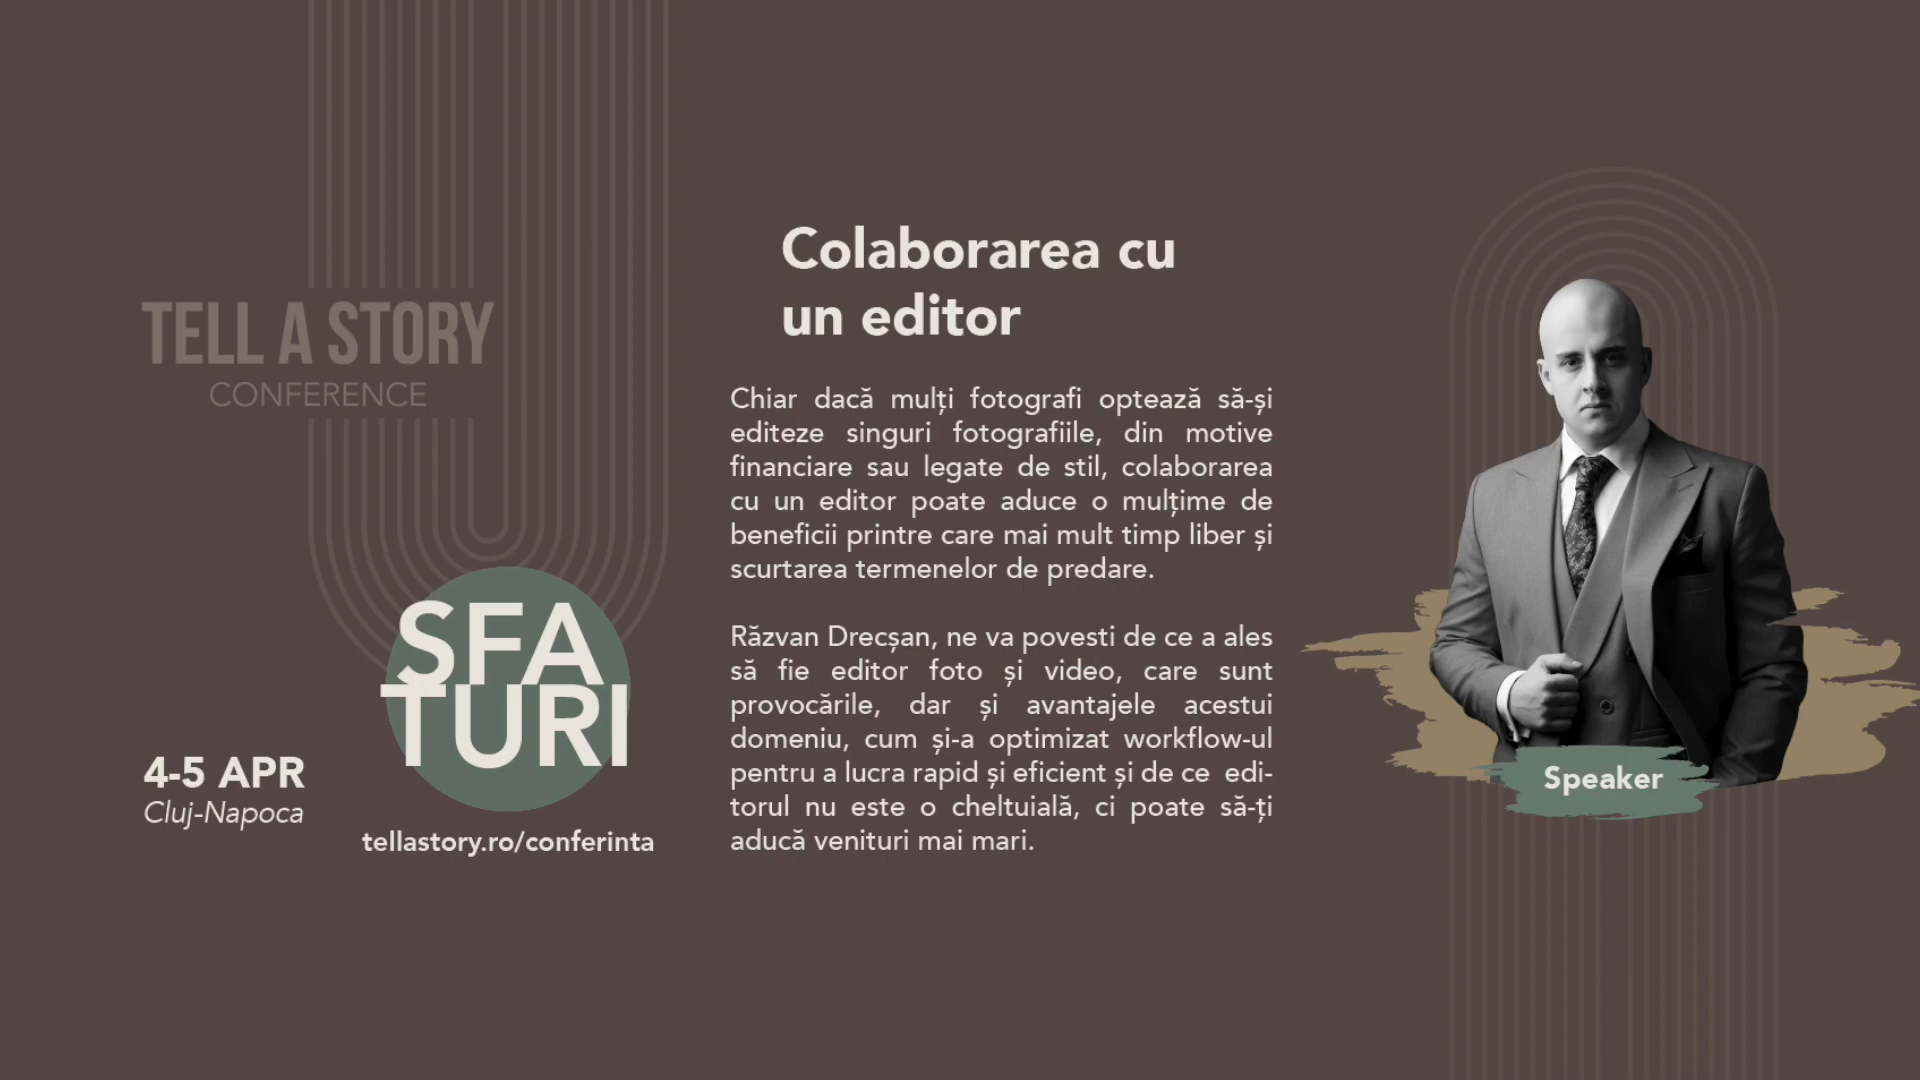 TELL A STORY
CONFERENCE
SFA
TURI
4-5 APR
Cluj-Napoca
tellastory.ro/conferinta
Colaborarea cu
un editor
Chiar dacă mulți fotografi optează să-și
editeze singuri fotografiile, din motive
financiare sau legate de stil, colaborarea
cu un editor poate aduce o mulțime de
beneficii printre care mai mult timp liber și
scurtarea termenelor de predare.
Răzvan Drecșan, ne va povesti de ce a ales
să fie editor foto și video, care sunt
provocările, dar și avantajele acestui
domeniu, cum și-a optimizat workflow-ul
pentru a lucra rapid și eficient și de ce edi-
torul nu este o cheltuială, ci poate să-ți
aducă venituri mai mari.
Speaker